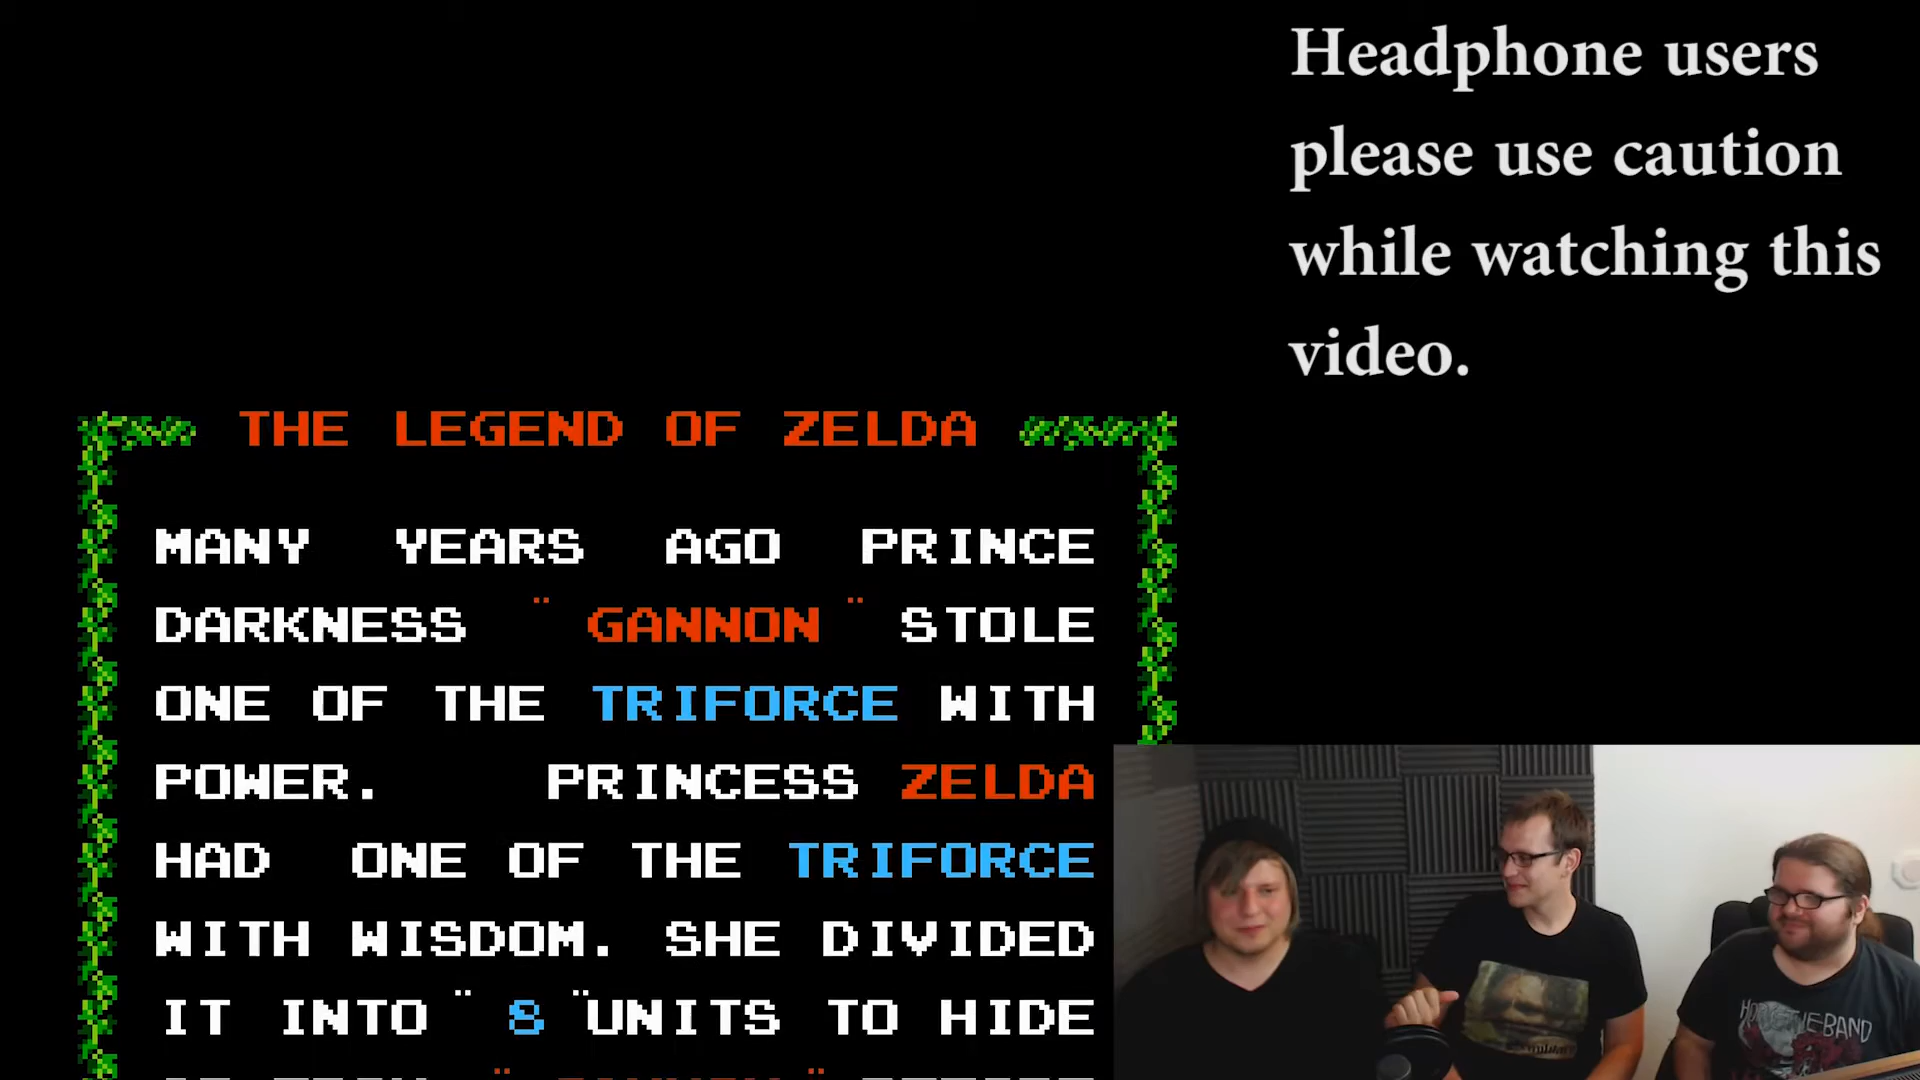 Headphone users
please use caution
while watching this
video.
THE LEGEND OF ZELDA
MANY YEARS AGO PRINCE
DARKNESS ¨ GANNON ¨ STOLE
ONE OF THE TRIFORCE WITH
POWER. PRINCESS ZELDA
HAD ONE OF THE TRIFORCE
WITH WISDOM. SHE DIVIDED
IT INTO ¨ 8 ¨UNITS TO HIDE